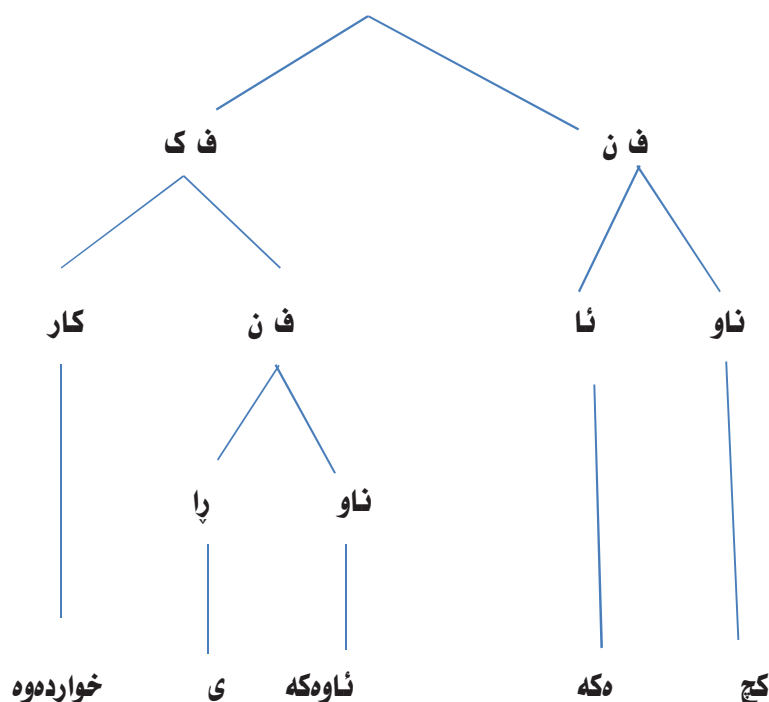 ف ن ف ک
ناو ئا ف ن کار
ناو ڕا
کچ ەکە ئاوەکە ی خواردەوە